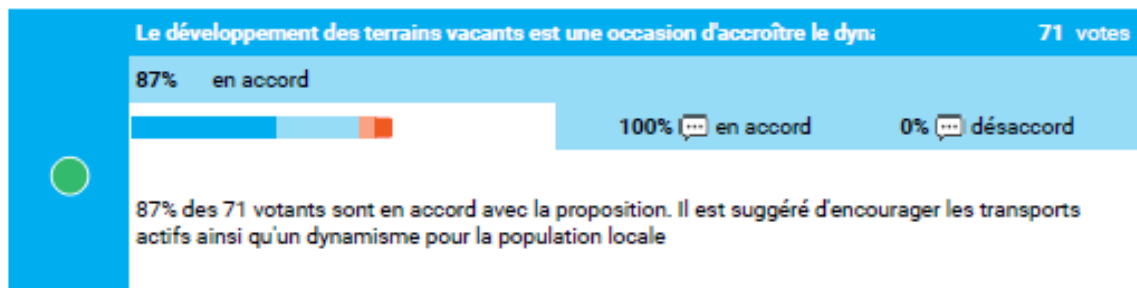 Le développement des terrains vacants est une occasion d'accroître le dyna
71 votes
87% en accord
100% en accord
0% désaccord
87% des 71 votants sont en accord avec la proposition. Il est suggéré d'encourager les transports
actifs ainsi qu'un dynamisme pour la population locale